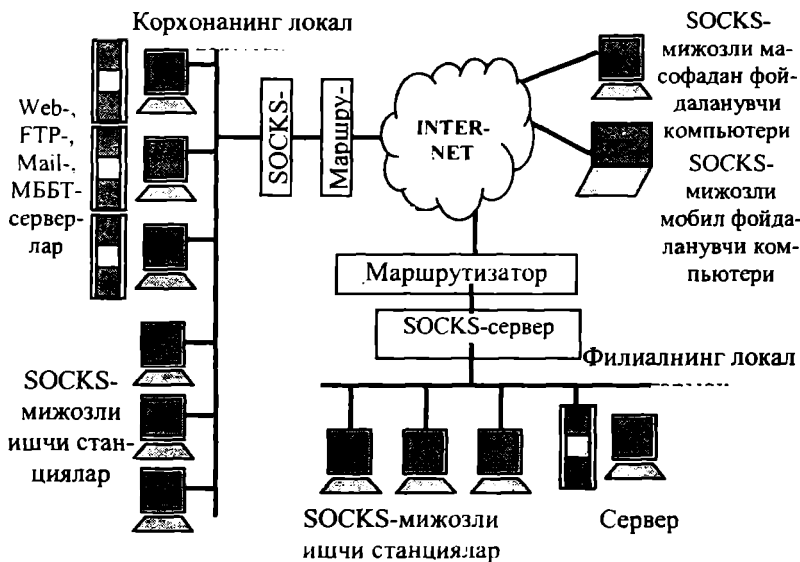 Корхонанинг локал
Web-,
FTP-,
Mail-,
МББТ-
сервер-
лар
SOCKS-
мижозли
ишчи стан-
циялар
SOCKS-
Маршру-
INTER-
NET
SOCKS-
мижозли ма-
софадан фой-
даланувчи
компьютери
SOCKS-
мижозли
мобил фойда-
ланувчи ком-
пьютери
Маршрутизатор
SOCKS-сервер
Филиалнинг локал
SOCKS-мижозли
ишчи станциялар
Сервер